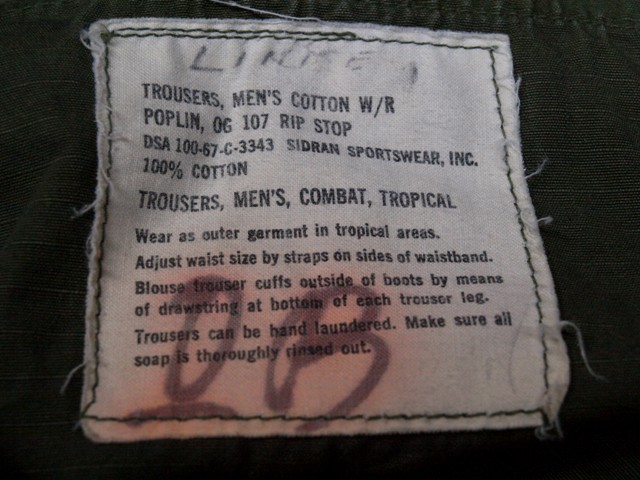 TROUSERS, MEN'S COTTON W/R
POPLIN, OG 107 RIP STOP
DSA 100-67-C-3343 SIDRAN SPORTSWEAR, INC.
100% COTTON
TROUSERS, MEN'S, COMBAT, TROPICAL
Wear as outer garment in tropical areas.
Adjust waist size by straps on sides of waistband.
Blouse trouser cuffs outside of boots by means
of drawstring at bottom of each trouser leg.
Trousers can be hand laundered. Make sure all
soap is thoroughly rinsed out.
DB